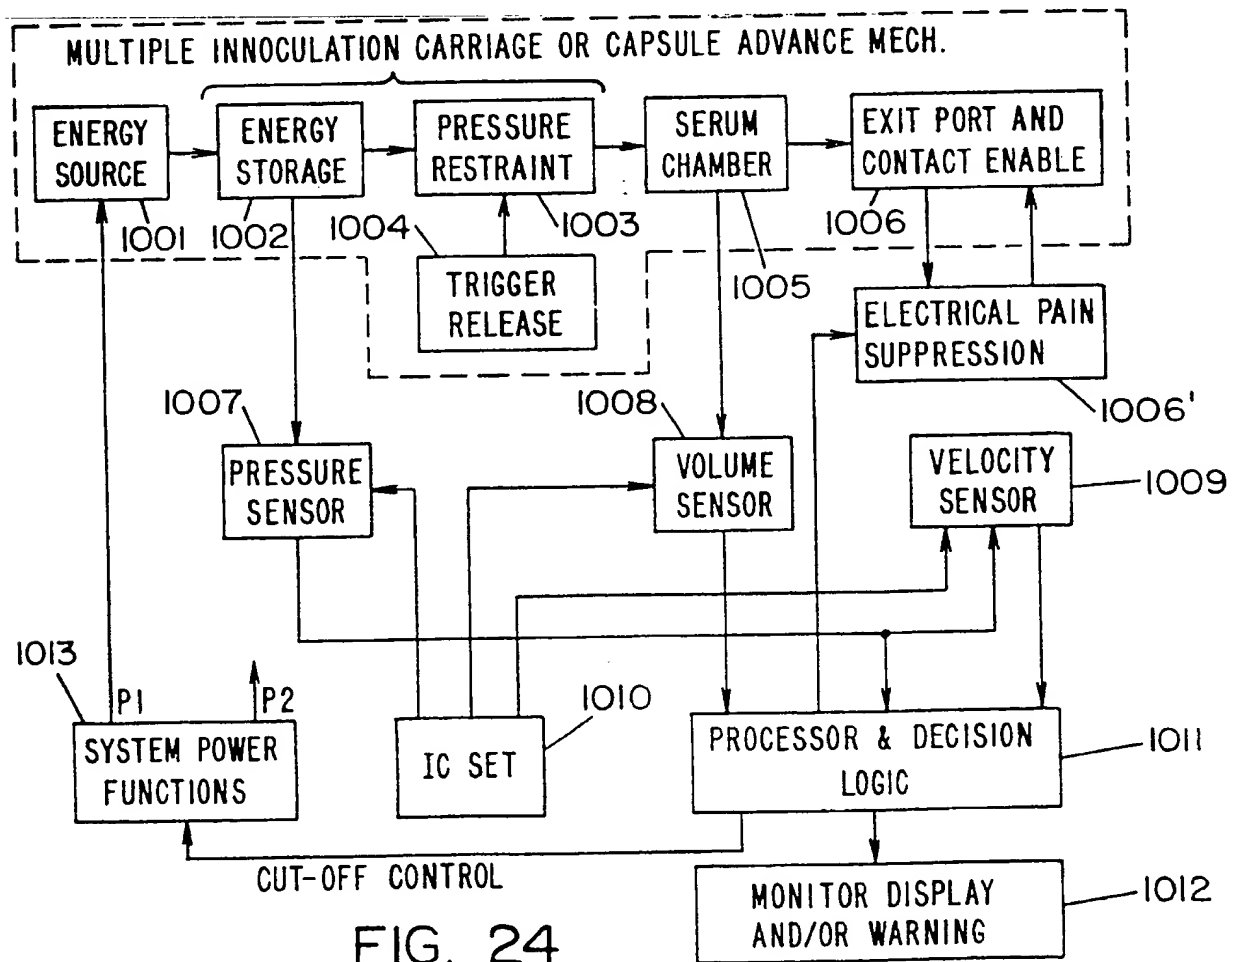 MULTIPLE INNOCULATION CARRIAGE OR CAPSULE ADVANCE MECH.
ENERGY
SOURCE
ENERGY
STORAGE
PRESSURE
RESTRAINT
SERUM
CHAMBER
EXIT PORT AND
CONTACT ENABLE
1001
1002
1004
1003
1005
1006
TRIGGER
RELEASE
ELECTRICAL PAIN
SUPPRESSION
1006'
1007
1008
PRESSURE
SENSOR
VOLUME
SENSOR
VELOCITY
SENSOR
1009
1013
P1
P2
1010
SYSTEM POWER
FUNCTIONS
IC SET
PROCESSOR & DECISION
LOGIC
1011
CUT-OFF CONTROL
MONITOR DISPLAY
AND/OR WARNING
1012
FIG. 24